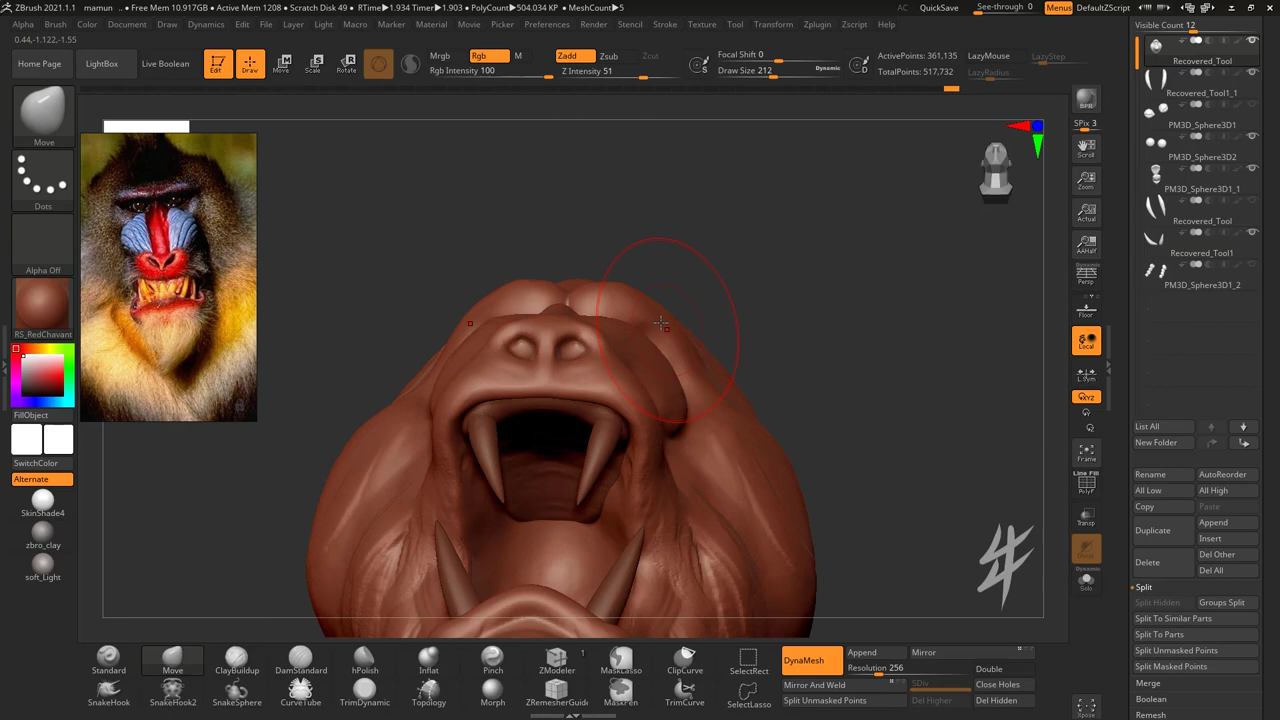 ZBrush 2021.1.1 mamun .. • Free Mem 10.917GB • Active Mem 1208 • Scratch Disk 49 • RTime▶1.934 Timer▶1.903 • PolyCount▶504.034 KP • MeshCount▶5 AC QuickSave See-through 0 Menus DefaultZScript
Alpha Brush Color Document Draw Dynamics Edit File Layer Light Macro Marker Material Movie Picker Preferences Render Stencil Stroke Texture Tool Transform Zplugin Zscript Help
0.44,-1.122,-1.55
Home Page LightBox Live Boolean Edit Draw Move Scale Rotate
Mrgb Rgb M
Rgb Intensity 100
Zadd Zsub Zcut
Z Intensity 51
Focal Shift 0
Draw Size 212 Dynamic
S
D
ActivePoints: 361,135
TotalPoints: 517,732
LazyMouse LazyStep
LazyRadius
Move
Dots
Alpha Off
RS_RedChavant
FillObject
SwitchColor
Alternate
SkinShade4
zbro_clay
soft_Light
BPR
SPix 3
Scroll
Zoom
Actual
AAHalf
Dynamic
Persp
Floor
Local
L.Sym
XYZ
Frame
Line Fill
PolyF
Transp
Dynamic
Solo
Xpose
Visible Count 12
Recovered_Tool
Recovered_Tool1_1
PM3D_Sphere3D1
PM3D_Sphere3D2
PM3D_Sphere3D1_1
Recovered_Tool
Recovered_Tool1
PM3D_Sphere3D1_2
List All
New Folder
Rename AutoReorder
All Low All High
Copy Paste
Duplicate Append
Insert
Delete Del Other
Del All
Split
Split Hidden Groups Split
Split To Similar Parts
Split To Parts
Split Unmasked Points
Split Masked Points
Merge
Boolean
Remesh
Standard Move ClayBuildup DamStandard hPolish Inflat Pinch ZModeler 1 MaskLasso ClipCurve SelectRect
SnakeHook SnakeHook2 SnakeSphere CurveTube TrimDynamic Topology Morph ZRemesherGuide MaskPen TrimCurve SelectLasso
DynaMesh Append Mirror
Resolution 256 Double
Mirror And Weld SDiv Close Holes
Split Unmasked Points Del Higher Del Hidden